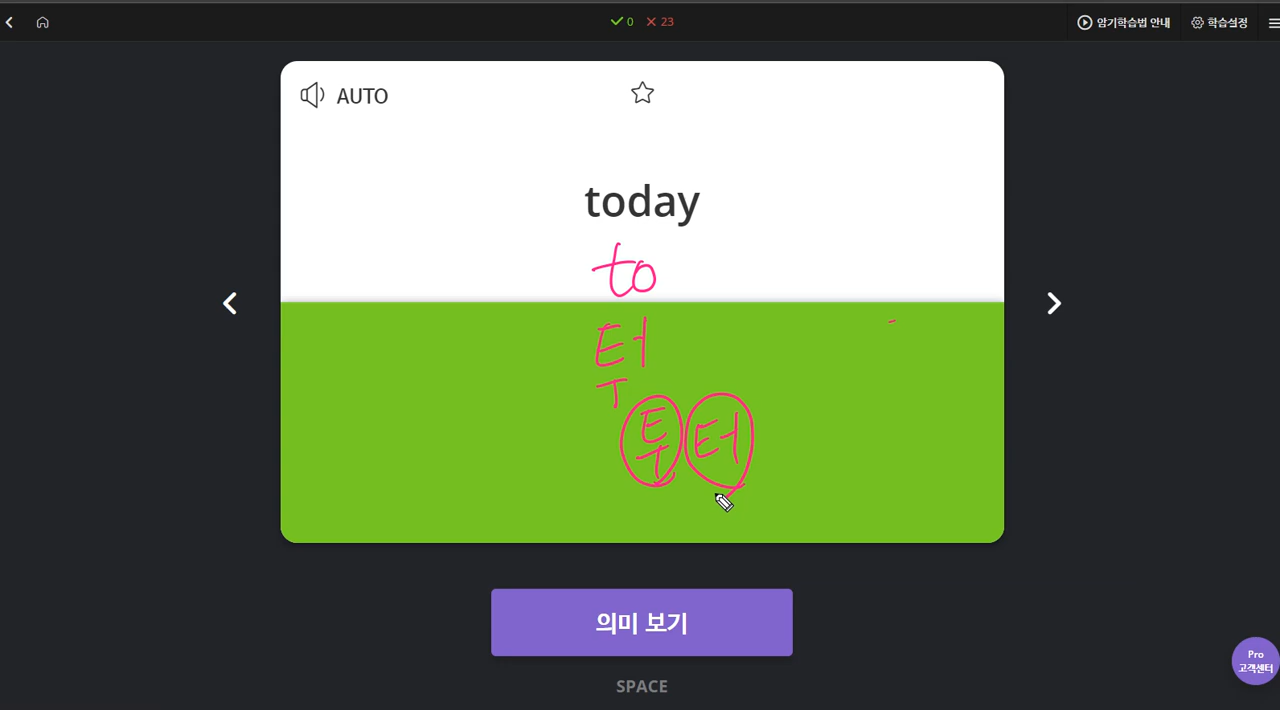 0 23 암기학습법 안내 학습설정
AUTO
today
to
터
ㅜ
투 터
의미 보기
SPACE
Pro
고객센터